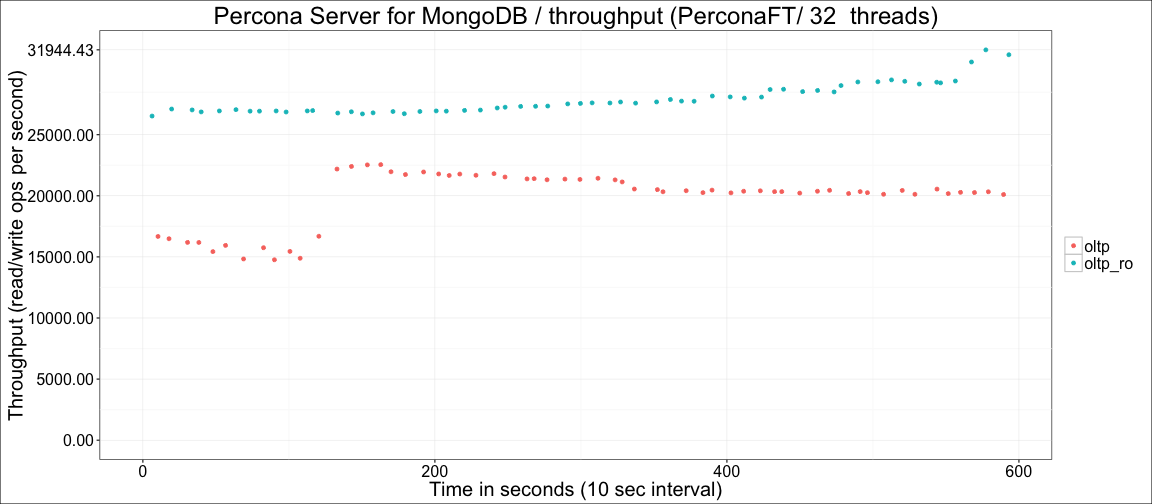 Percona Server for MongoDB / throughput (PerconaFT/ 32  threads)
Throughput (read/write ops per second)
31944.43
25000.00
20000.00
15000.00
10000.00
5000.00
0.00
0 200 400 600
Time in seconds (10 sec interval)
oltp
oltp_ro